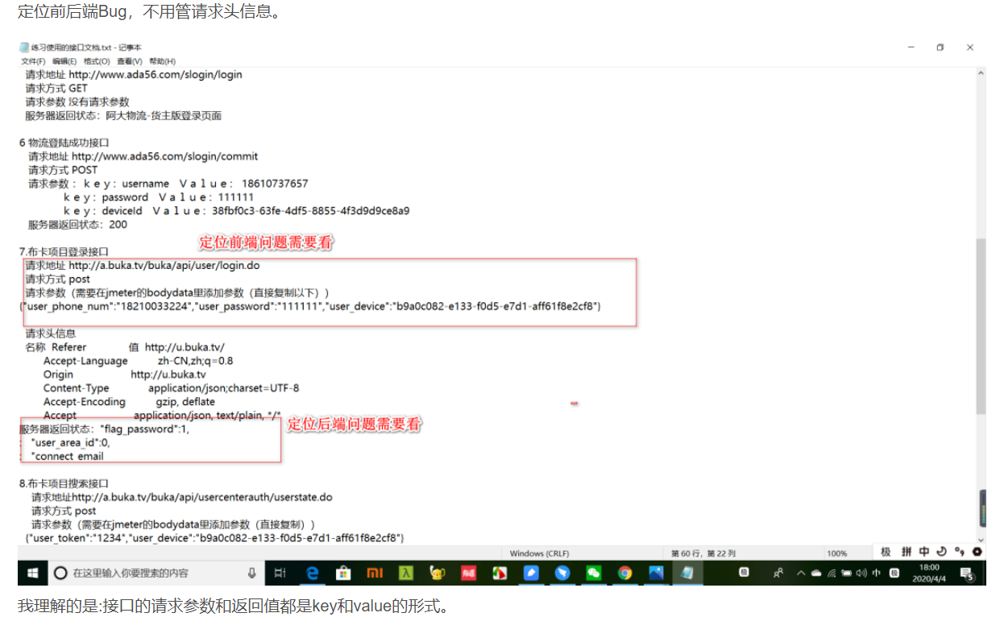 定位前后端Bug，不用管请求头信息。
练习使用的接口文档.txt - 记事本
文件(F) 编辑(E) 格式(O) 查看(V) 帮助(H)
请求地址 http://www.ada56.com/slogin/login
请求方式 GET
请求参数 没有请求参数
服务器返回状态：阿大物流-货主版登录页面
6 物流登陆成功接口
请求地址 http://www.ada56.com/slogin/commit
请求方式 POST
请求参数：ｋｅｙ：username Ｖａｌｕｅ： 18610737657
ｋｅｙ：password Ｖａｌｕｅ：111111
ｋｅｙ：deviceId Ｖａｌｕｅ：38fbf0c3-63fe-4df5-8855-4f3d9d9ce8a9
服务器返回状态：200
定位前端问题需要看
7.布卡项目登录接口
请求地址 http://a.buka.tv/buka/api/user/login.do
请求方式 post
请求参数（需要在jmeter的bodydata里添加参数（直接复制以下））
{"user_phone_num":"18210033224","user_password":"111111","user_device":"b9a0c082-e133-f0d5-e7d1-aff61f8e2cf8"}
请求头信息
名称 Referer 值 http://u.buka.tv/
Accept-Language zh-CN,zh;q=0.8
Origin http://u.buka.tv
Content-Type application/json;charset=UTF-8
Accept-Encoding gzip, deflate
Accept application/json, text/plain, */*
服务器返回状态："flag_password":1,
定位后端问题需要看
"user_area_id":0,
"connect_email
8.布卡项目搜索接口
请求地址http://a.buka.tv/buka/api/usercenterauth/userstate.do
请求方式 post
请求参数（需要在jmeter的bodydata里添加参数（直接复制））
{"user_token":"1234","user_device":"b9a0c082-e133-f0d5-e7d1-aff61f8e2cf8"}
Windows (CRLF) 第 60 行，第 22 列 100%
极 拼 中
在这里输入你要搜索的内容
中 极 18:00
2020/4/4 5
我理解的是:接口的请求参数和返回值都是key和value的形式。